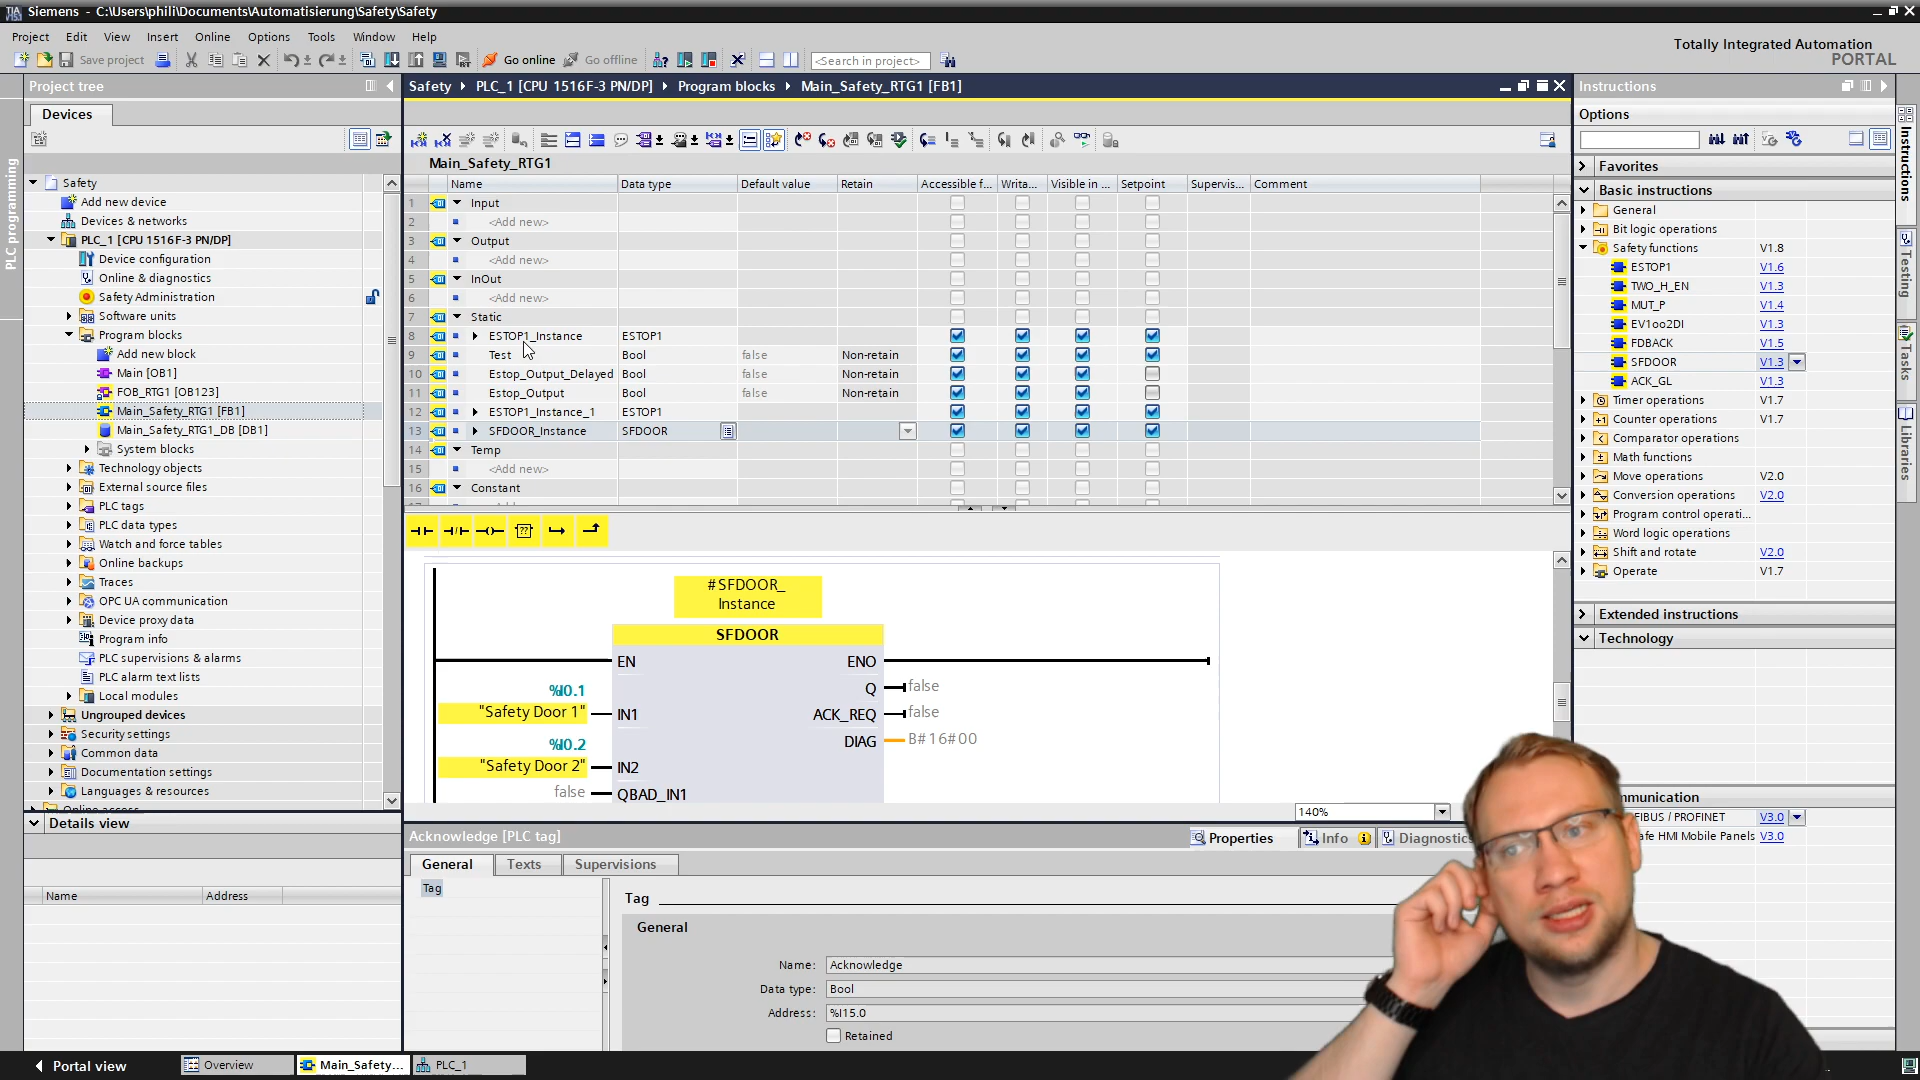 Siemens - C:\Users\phili\Documents\Automatisierung\Safety\Safety
Project Edit View Insert Online Options Tools Window Help
Totally Integrated Automation
PORTAL
Save project Go online Go offline <Search in project>
Project tree
Safety PLC_1 [CPU 1516F-3 PN/DP] Program blocks Main_Safety_RTG1 [FB1]
Instructions
Devices
Options
PLC programming
Main_Safety_RTG1
Name Data type Default value Retain Accessible f... Writa... Visible in ... Setpoint Supervis... Comment
1 Input
2 <Add new>
3 Output
4 <Add new>
5 InOut
6 <Add new>
7 Static
8 ESTOP1_Instance ESTOP1
9 Test Bool false Non-retain
10 Estop_Output_Delayed Bool false Non-retain
11 Estop_Output Bool false Non-retain
12 ESTOP1_Instance_1 ESTOP1
13 SFDOOR_Instance SFDOOR
14 Temp
15 <Add new>
16 Constant
Safety
Add new device
Devices & networks
PLC_1 [CPU 1516F-3 PN/DP]
Device configuration
Online & diagnostics
Safety Administration
Software units
Program blocks
Add new block
Main [OB1]
FOB_RTG1 [OB123]
Main_Safety_RTG1 [FB1]
Main_Safety_RTG1_DB [DB1]
System blocks
Technology objects
External source files
PLC tags
PLC data types
Watch and force tables
Online backups
Traces
OPC UA communication
Device proxy data
Program info
PLC supervisions & alarms
PLC alarm text lists
Local modules
Ungrouped devices
Security settings
Common data
Documentation settings
Languages & resources
Online access
Details view
Name Address
#SFDOOR_
Instance
SFDOOR
EN ENO
%I0.1
"Safety Door 1" IN1
Q false
ACK_REQ false
%I0.2
DIAG B#16#00
"Safety Door 2" IN2
false QBAD_IN1
140%
Acknowledge [PLC tag]
Properties Info Diagnostics
General Texts Supervisions
Tag
Tag
General
Name: Acknowledge
Data type: Bool
Address: %I15.0
Retained
Favorites
Basic instructions
General
Bit logic operations
Safety functions V1.8
ESTOP1 V1.6
TWO_H_EN V1.3
MUT_P V1.4
EV1oo2DI V1.3
FDBACK V1.5
SFDOOR V1.3
ACK_GL V1.3
Timer operations V1.7
Counter operations V1.7
Comparator operations
Math functions
Move operations V2.0
Conversion operations V2.0
Program control operati...
Word logic operations
Shift and rotate V2.0
Operate V1.7
Extended instructions
Technology
V3.0
V3.0
Instructions
Testing
Tasks
Libraries
Portal view Overview Main_Safety... PLC_1